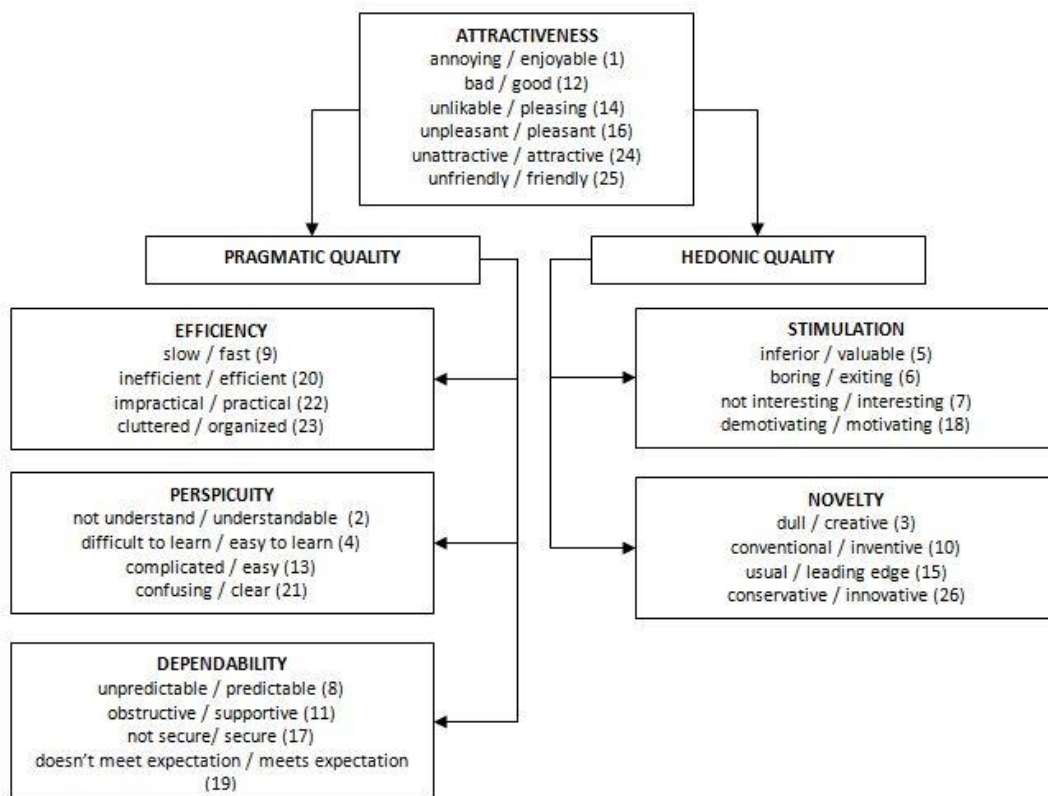 ATTRACTIVENESS
annoying / enjoyable (1)
bad / good (12)
unlikable / pleasing (14)
unpleasant / pleasant (16)
unattractive / attractive (24)
unfriendly / friendly (25)
PRAGMATIC QUALITY
HEDONIC QUALITY
EFFICIENCY
slow / fast (9)
inefficient / efficient (20)
impractical / practical (22)
cluttered / organized (23)
STIMULATION
inferior / valuable (5)
boring / exiting (6)
not interesting / interesting (7)
demotivating / motivating (18)
PERSPICUITY
not understand / understandable (2)
difficult to learn / easy to learn (4)
complicated / easy (13)
confusing / clear (21)
NOVELTY
dull / creative (3)
conventional / inventive (10)
usual / leading edge (15)
conservative / innovative (26)
DEPENDABILITY
unpredictable / predictable (8)
obstructive / supportive (11)
not secure/ secure (17)
doesn't meet expectation / meets expectation
(19)